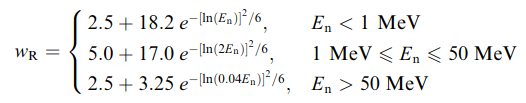 2.5 + 18.2 e^{−[ln(E_n)]²/6}, E_n < 1 MeV
w_R = { 5.0 + 17.0 e^{−[ln(2E_n)]²/6}, 1 MeV ⩽ E_n ⩽ 50 MeV
2.5 + 3.25 e^{−[ln(0.04E_n)]²/6}, E_n > 50 MeV